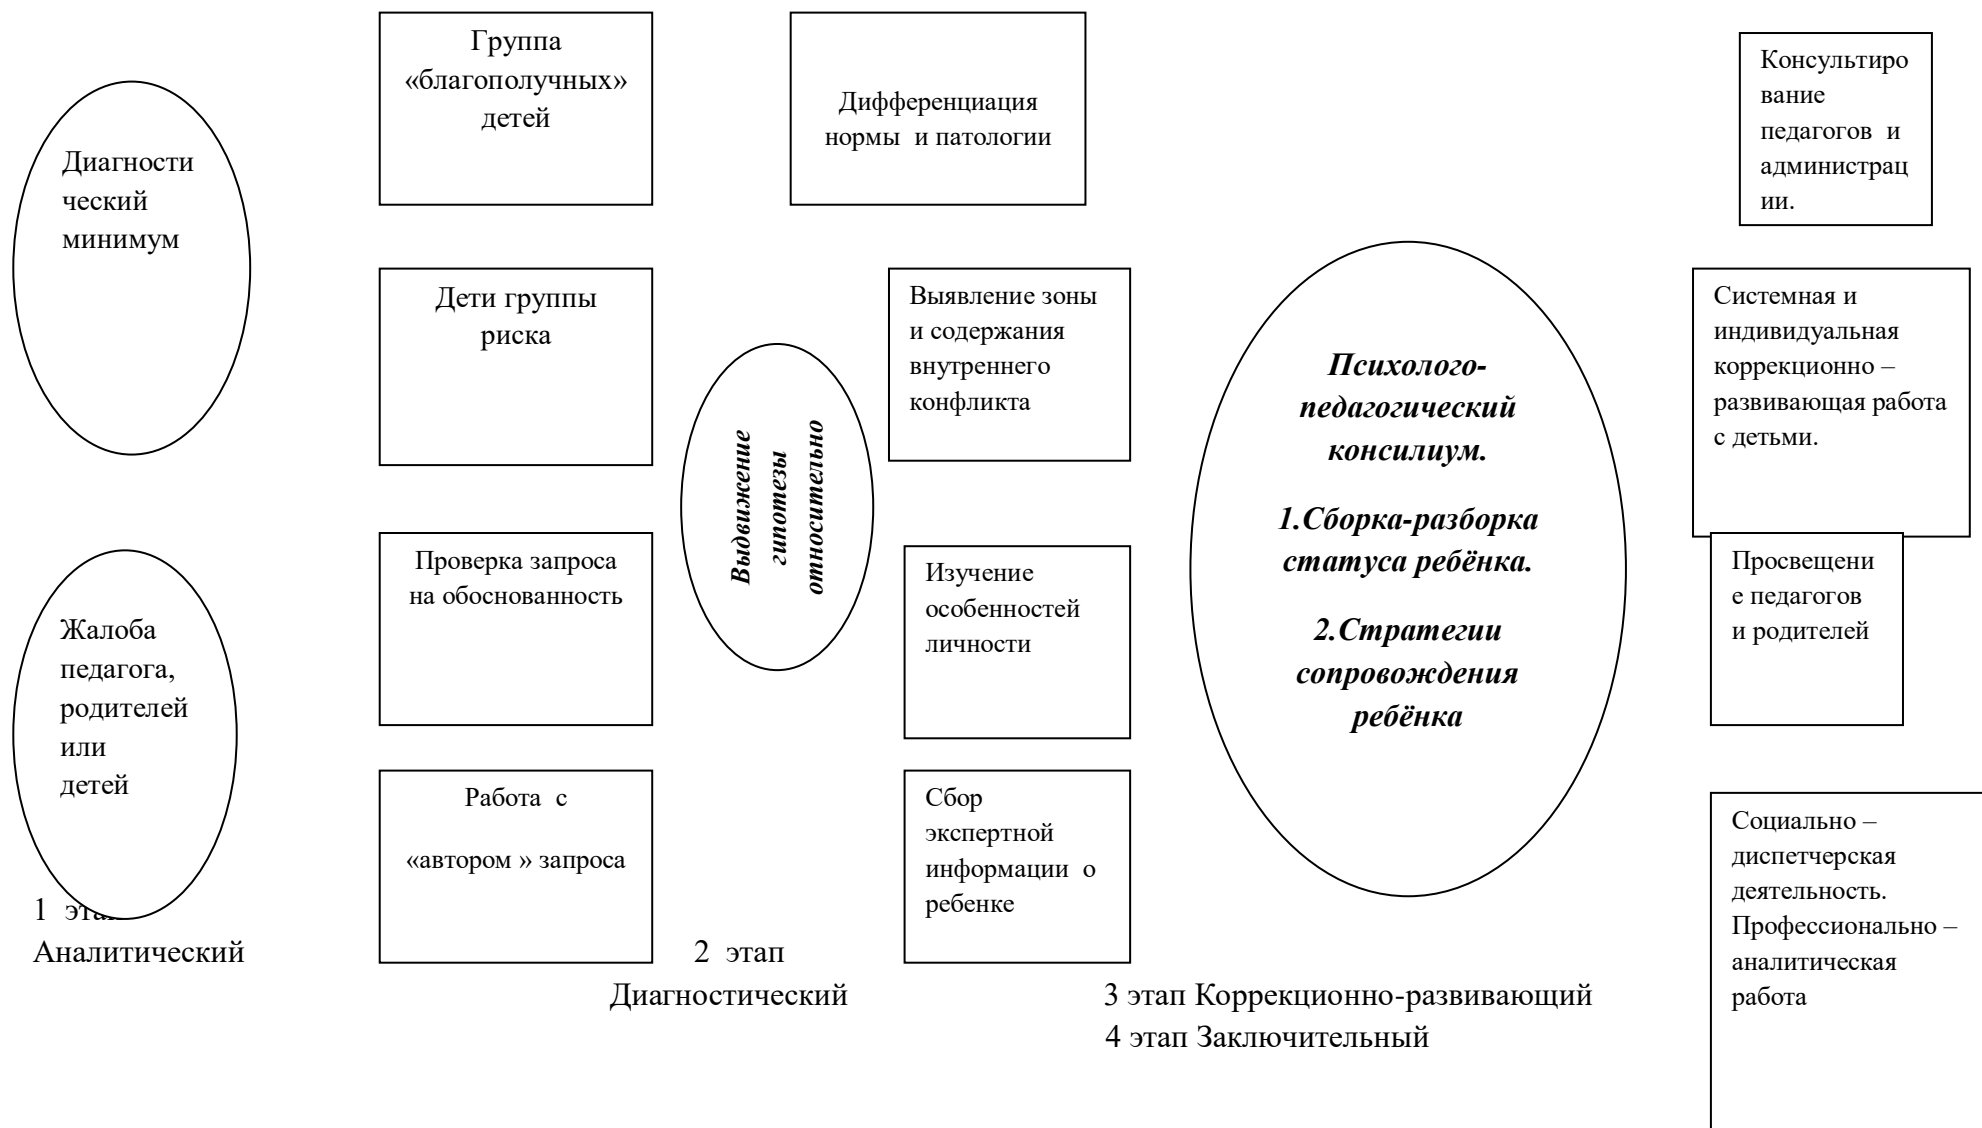 Диагности
ческий
минимум
Жалоба
педагога,
родителей
или
детей
1 этап
Аналитический
Группа
«благополучных»
детей
Дети группы
риска
Проверка запроса
на обоснованность
Работа с
«автором » запроса
Выдвижение
гипотезы
относительно
2 этап
Диагностический
Дифференциация
нормы и патологии
Выявление зоны
и содержания
внутреннего
конфликта
Изучение
особенностей
личности
Сбор
экспертной
информации о
ребенке
Психолого-
педагогический
консилиум.
1.Сборка-разборка
статуса ребёнка.
2.Стратегии
сопровождения
ребёнка
3 этап Коррекционно-развивающий
4 этап Заключительный
Консультиро
вание
педагогов и
администрац
ии.
Системная и
индивидуальная
коррекционно –
развивающая работа
с детьми.
Просвещени
е педагогов
и родителей
Социально –
диспетчерская
деятельность.
Профессионально –
аналитическая
работа